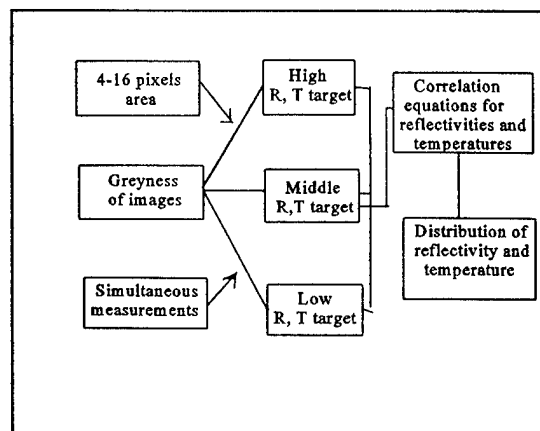 4-16 pixels
area
High
R, T target
Correlation
equations for
reflectivities and
temperatures
Greyness
of images
Middle
R,T target
Distribution of
reflectivity and
temperature
Simultaneous
measurements
Low
R, T target